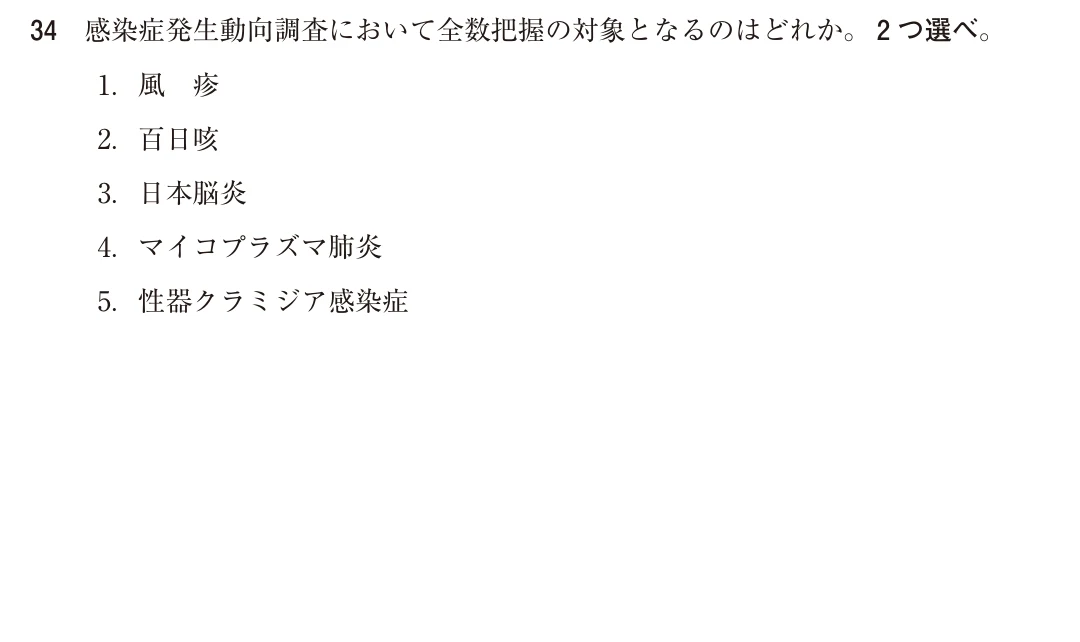 34 感染症発生動向調査において全数把握の対象となるのはどれか。2つ選べ。
1. 風　疹
2. 百日咳
3. 日本脳炎
4. マイコプラズマ肺炎
5. 性器クラミジア感染症